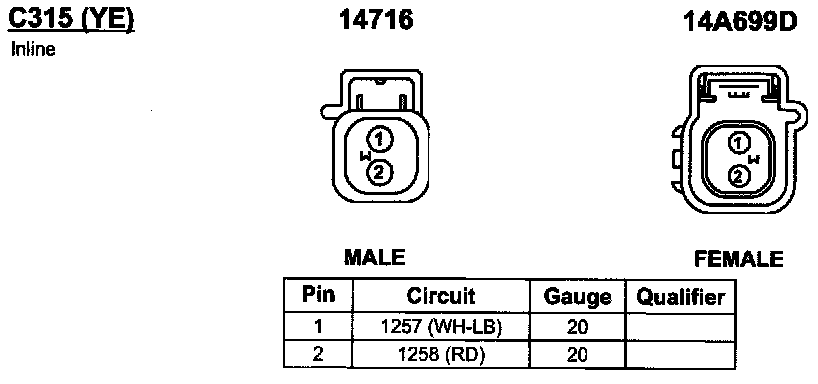 C315 (YE) 14716 14A699D
Inline
1 1
W W
2 2
MALE FEMALE
Pin Circuit Gauge Qualifier
1 1257 (WH-LB) 20
2 1258 (RD) 20